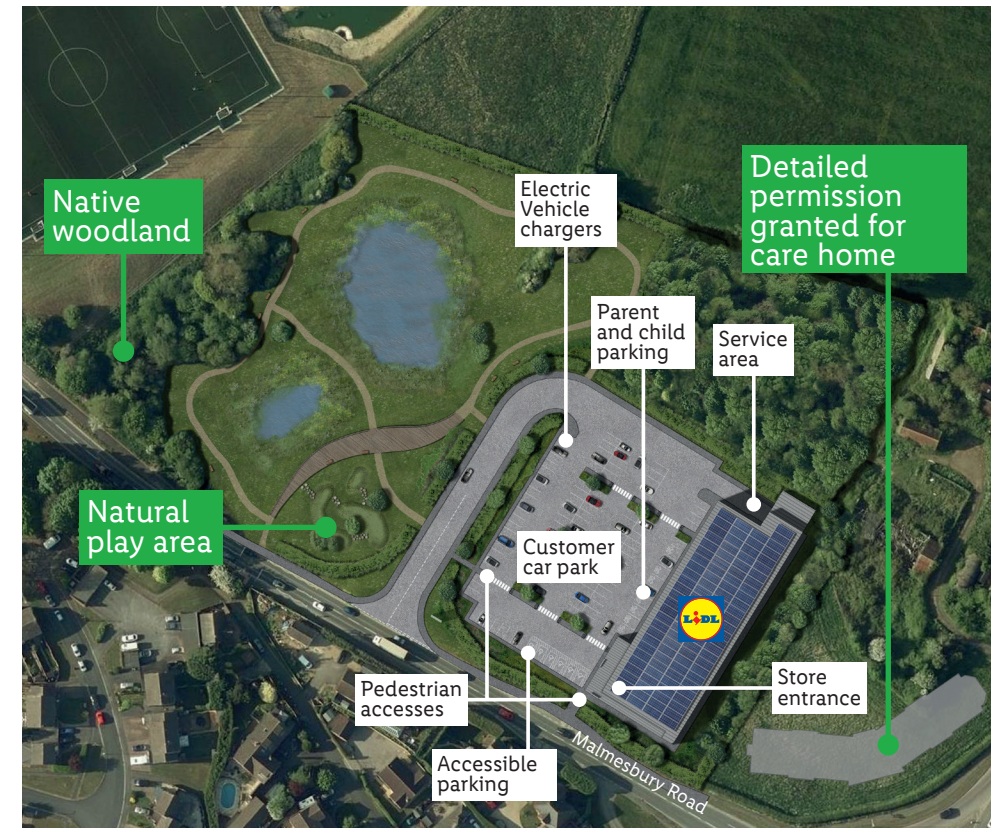 Native
woodland
Electric
Vehicle
chargers
Detailed
permission
granted for
care home
Parent
and child
parking
Service
area
Natural
play area
Customer
car park
LIDL
Pedestrian
accesses
Store
entrance
Accessible
parking
Malmesbury Road